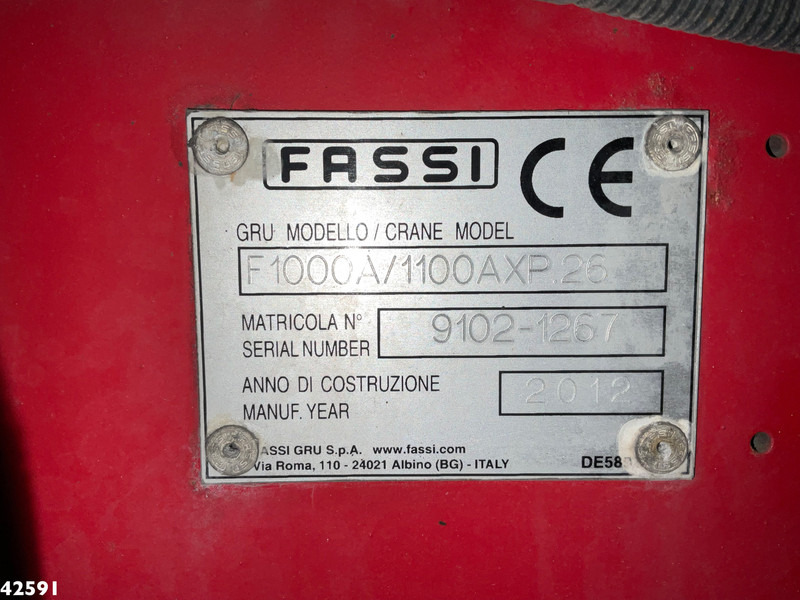 FASSI CE
GRU MODELLO / CRANE MODEL
F1000A/1100AXP.26
MATRICOLA N° 9102-1267
SERIAL NUMBER
ANNO DI COSTRUZIONE 2012
MANUF. YEAR
GRU S.p.A. www.fassi.com
Via Roma, 110 - 24021 Albino (BG) - ITALY
42591